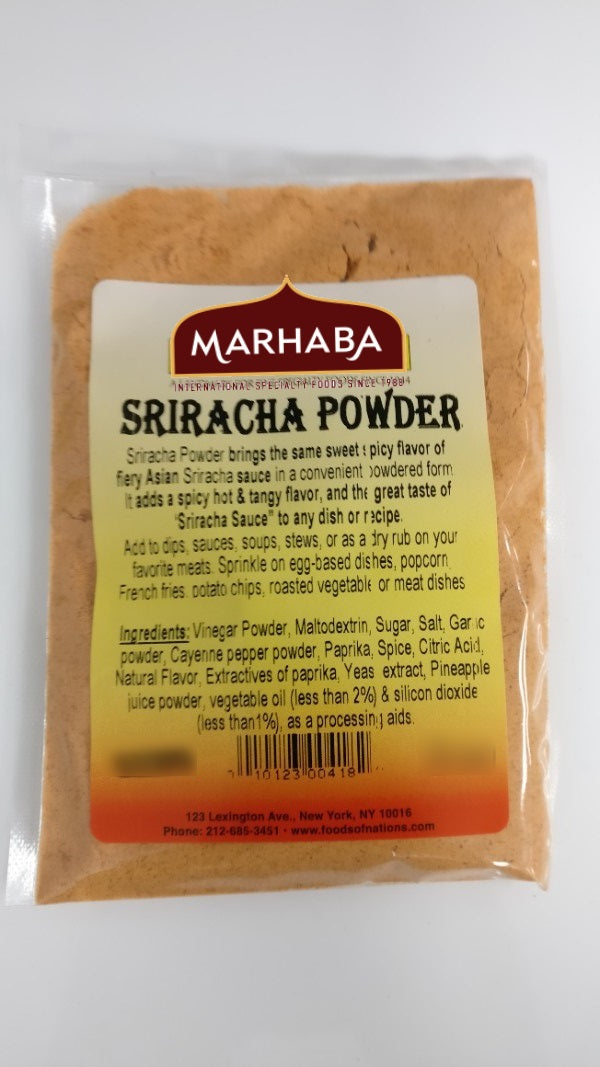 MARHABA
INTERNATIONAL SPECIALTY FOODS SINCE 1988
SRIRACHA POWDER
Sriracha Powder brings the same sweet spicy flavor of
fiery Asian Sriracha sauce in a convenient powdered form
It adds a spicy hot & tangy flavor, and the great taste of
"Sriracha Sauce" to any dish or recipe.
Add to dips, sauces, soups, stews, or as a dry rub on your
favorite meats. Sprinkle on egg-based dishes, popcorn,
French fries, potato chips, roasted vegetable or meat dishes
Ingredients: Vinegar Powder, Maltodextrin, Sugar, Salt, Garlic
powder, Cayenne pepper powder, Paprika, Spice, Citric Acid,
Natural Flavor, Extractives of paprika, Yeast extract, Pineapple
juice powder, vegetable oil (less than 2%) & silicon dioxide
(less than1%), as a processing aids.
10123 00418
123 Lexington Ave., New York, NY 10016
Phone: 212-685-3451 • www.foodsofnations.com